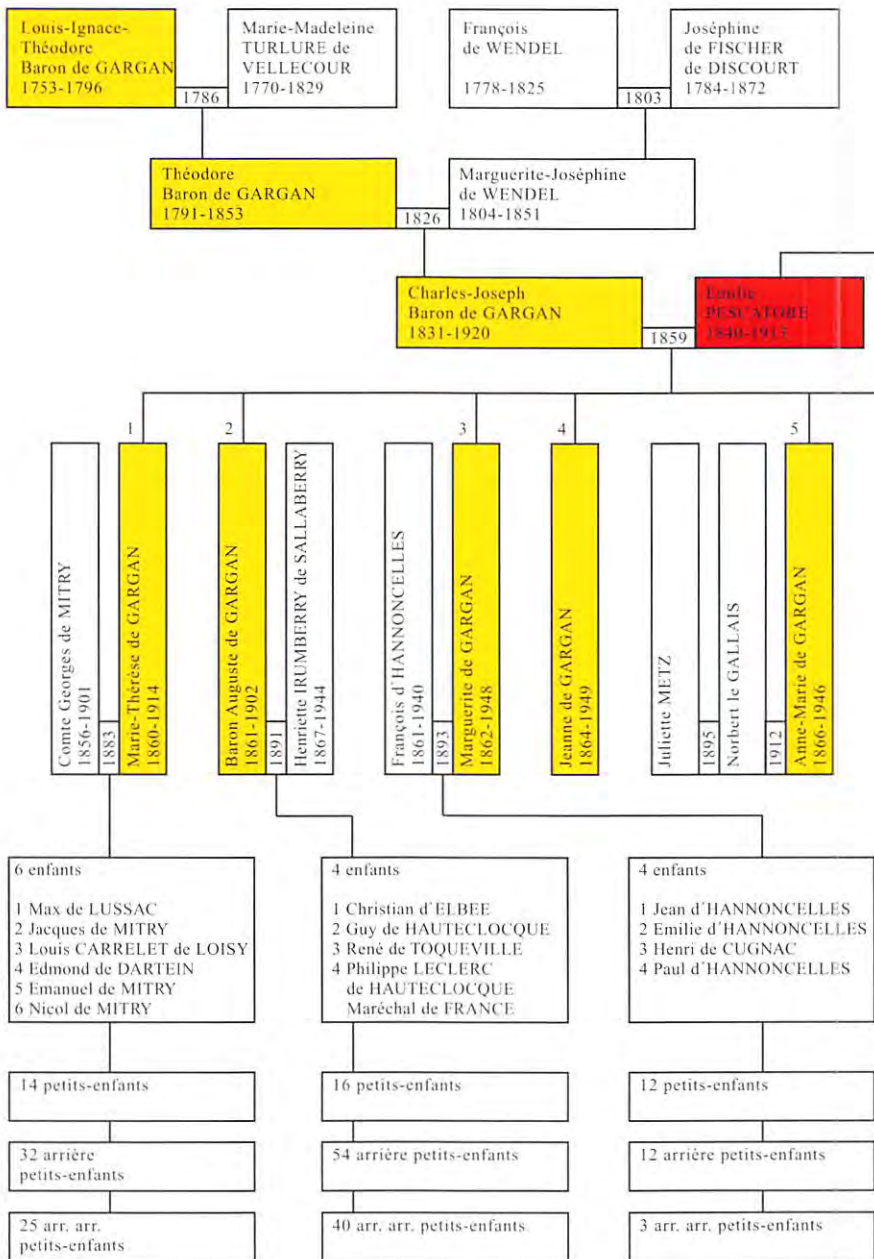 Louis-Ignace-
Théodore
Baron de GARGAN
1753-1796
1786
Marie-Madeleine
TURLURE de
VELLECOUR
1770-1829
François
de WENDEL
1778-1825
1803
Joséphine
de FISCHER
de DISCOURT
1784-1872
Théodore
Baron de GARGAN
1791-1853
1826
Marguerite-Joséphine
de WENDEL
1804-1851
Charles-Joseph
Baron de GARGAN
1831-1920
1859
Emilie
PESCATORE
1840-1913
1
2
3
4
5
Comte Georges de MITRY
1856-1901
1883
Marie-Thérèse de GARGAN
1860-1914
Baron Auguste de GARGAN
1861-1902
1891
Henriette IRUMBERRY de SALLABERRY
1867-1944
François d'HANNONCELLES
1861-1940
1893
Marguerite de GARGAN
1862-1948
Jeanne de GARGAN
1864-1949
Juliette METZ
1895
Norbert le GALLAIS
1912
Anne-Marie de GARGAN
1866-1946
6 enfants
1 Max de LUSSAC
2 Jacques de MITRY
3 Louis CARRELET de LOISY
4 Edmond de DARTEIN
5 Emanuel de MITRY
6 Nicol de MITRY
4 enfants
1 Christian d'ELBEE
2 Guy de HAUTECLOCQUE
3 René de TOQUEVILLE
4 Philippe LECLERC
de HAUTECLOCQUE
Maréchal de FRANCE
4 enfants
1 Jean d'HANNONCELLES
2 Emilie d'HANNONCELLES
3 Henri de CUGNAC
4 Paul d'HANNONCELLES
14 petits-enfants
16 petits-enfants
12 petits-enfants
32 arrière
petits-enfants
54 arrière petits-enfants
12 arrière petits-enfants
25 arr. arr.
petits-enfants
40 arr. arr. petits-enfants
3 arr. arr. petits-enfants